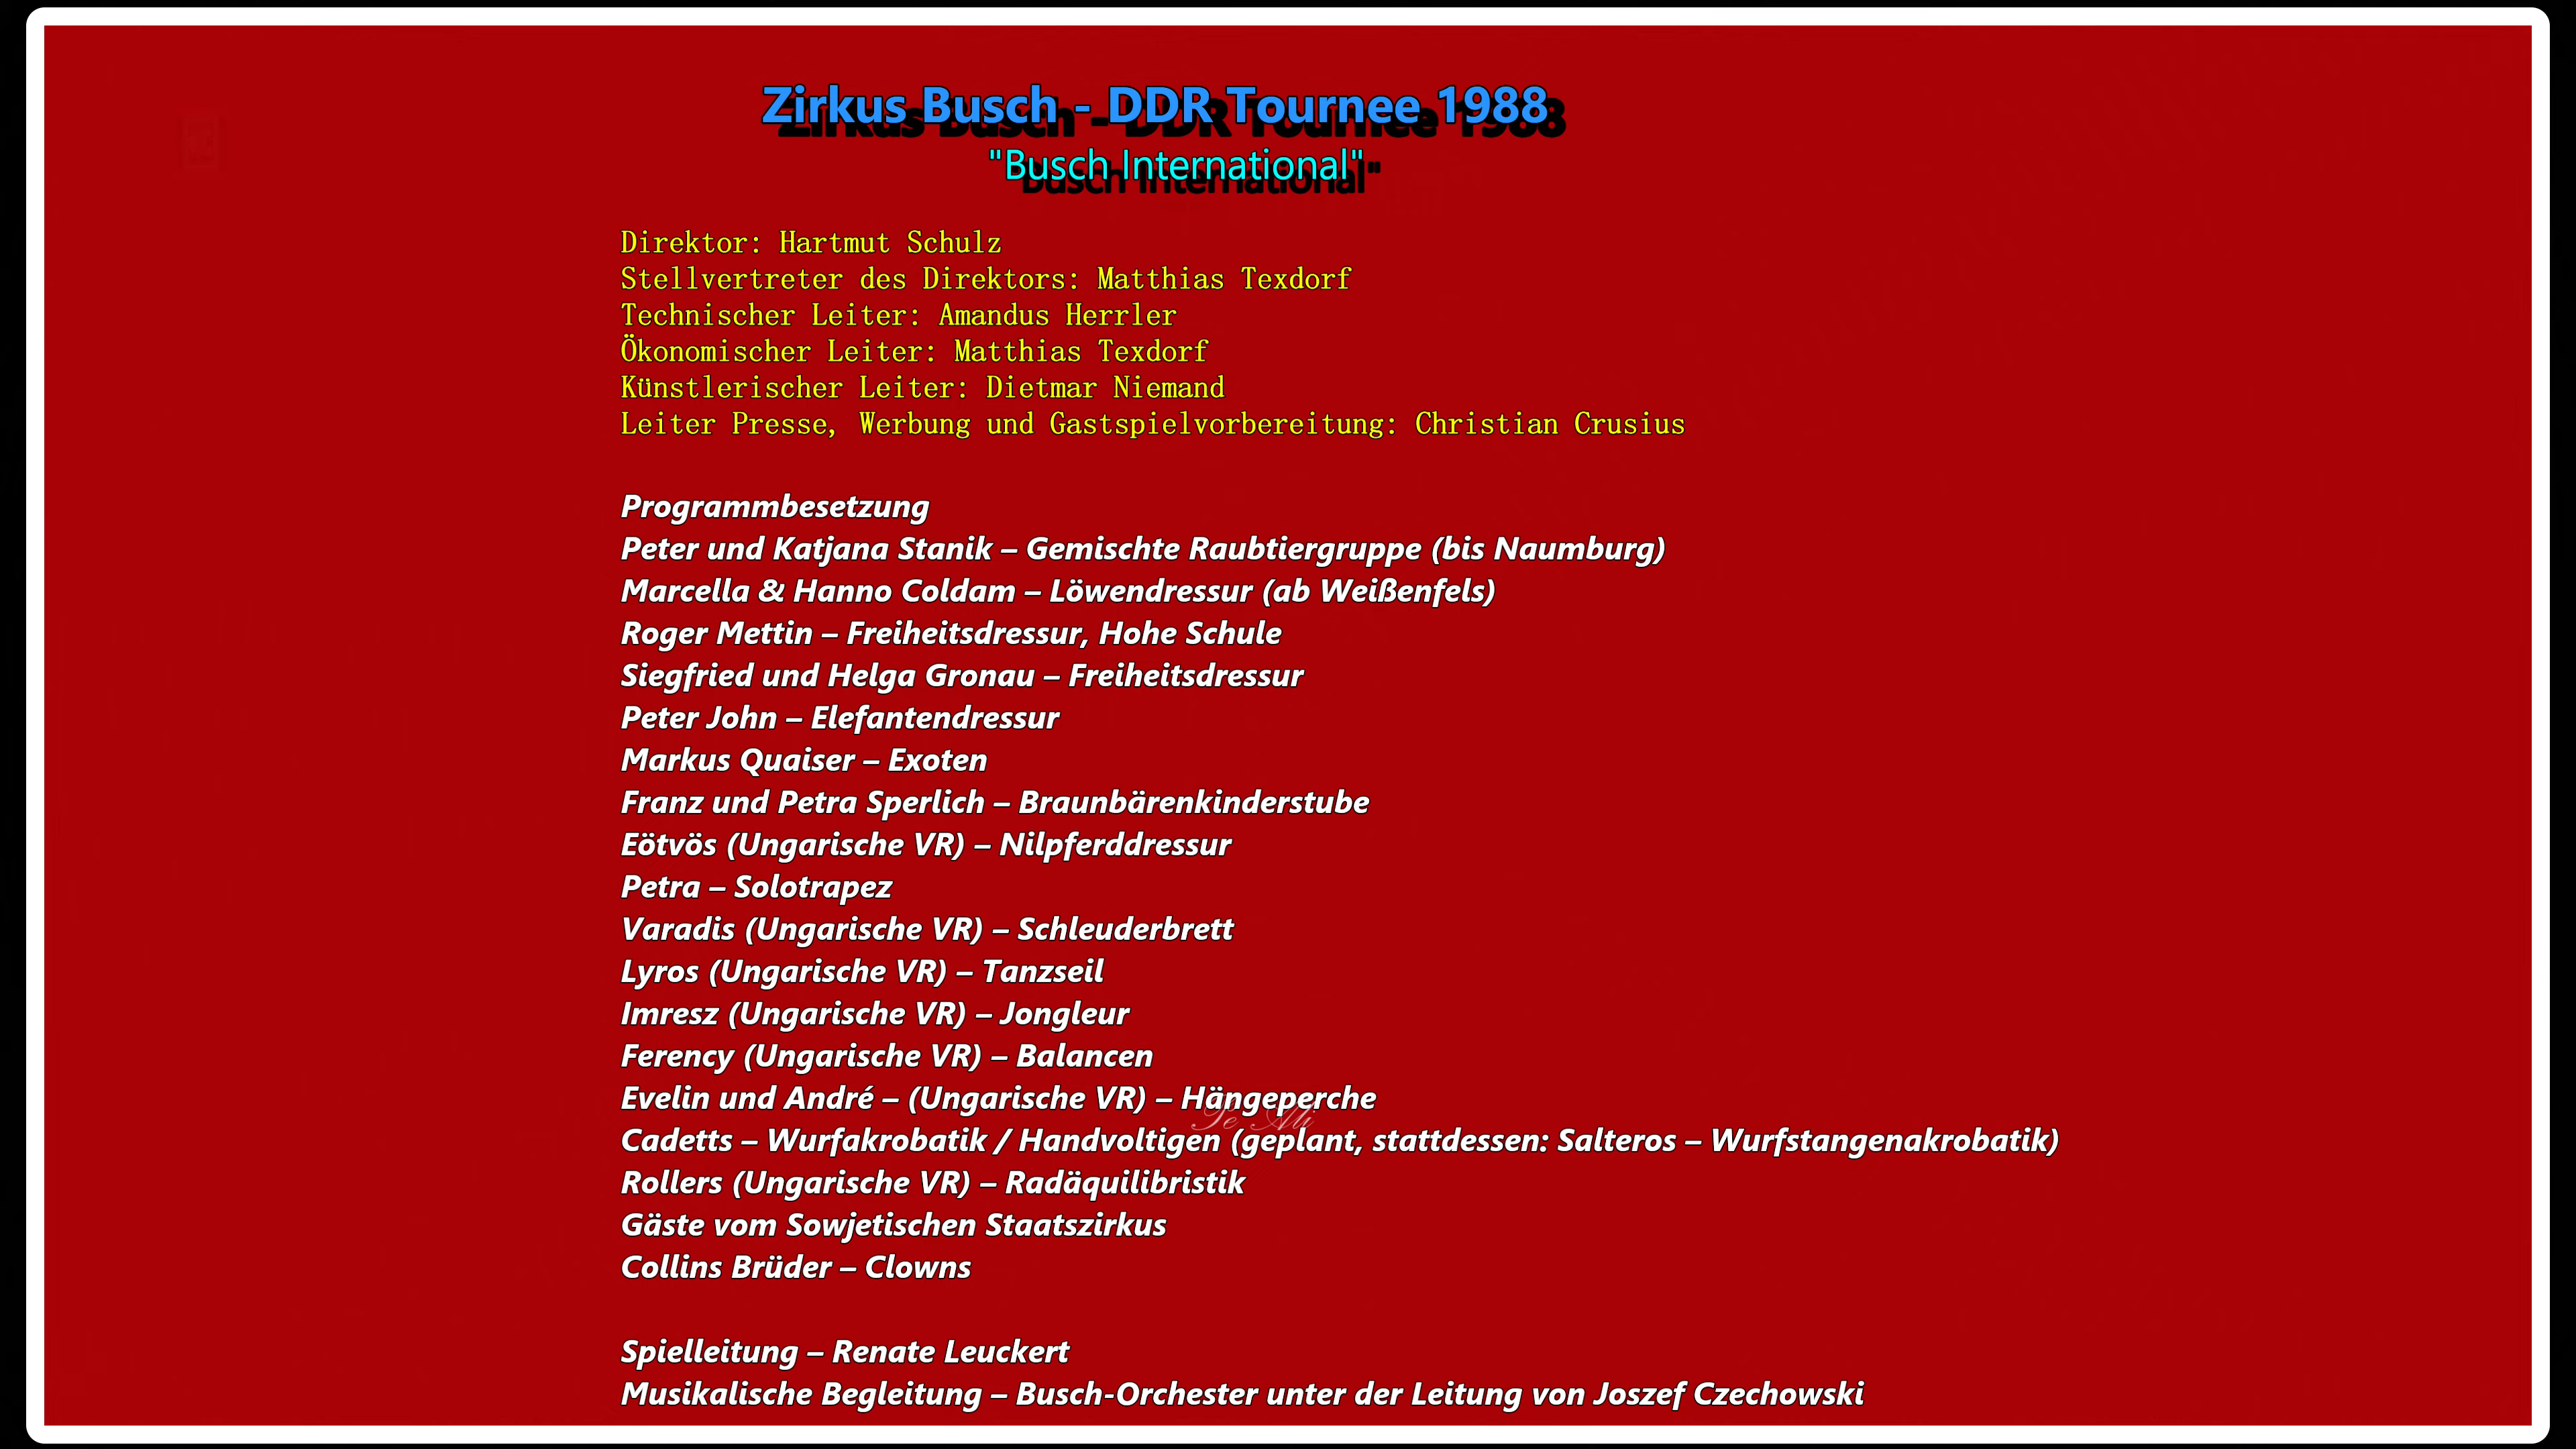 Zirkus Busch - DDR Tournee 1988
"Busch International"
Direktor: Hartmut Schulz
Stellvertreter des Direktors: Matthias Texdorf
Technischer Leiter: Amandus Herrler
Ökonomischer Leiter: Matthias Texdorf
Künstlerischer Leiter: Dietmar Niemand
Leiter Presse, Werbung und Gastspielvorbereitung: Christian Crusius
Programmbesetzung
Peter und Katjana Stanik – Gemischte Raubtiergruppe (bis Naumburg)
Marcella & Hanno Coldam – Löwendressur (ab Weißenfels)
Roger Mettin – Freiheitsdressur, Hohe Schule
Siegfried und Helga Gronau – Freiheitsdressur
Peter John – Elefantendressur
Markus Quaiser – Exoten
Franz und Petra Sperlich – Braunbärenkinderstube
Eötvös (Ungarische VR) – Nilpferddressur
Petra – Solotrapez
Varadis (Ungarische VR) – Schleuderbrett
Lyros (Ungarische VR) – Tanzseil
Imresz (Ungarische VR) – Jongleur
Ferency (Ungarische VR) – Balancen
Evelin und André – (Ungarische VR) – Hängeperche
Cadetts – Wurfakrobatik / Handvoltigen (geplant, stattdessen: Salteros – Wurfstangenakrobatik)
Rollers (Ungarische VR) – Radäquilibristik
Gäste vom Sowjetischen Staatszirkus
Collins Brüder – Clowns
Spielleitung – Renate Leuckert
Musikalische Begleitung – Busch-Orchester unter der Leitung von Joszef Czechowski